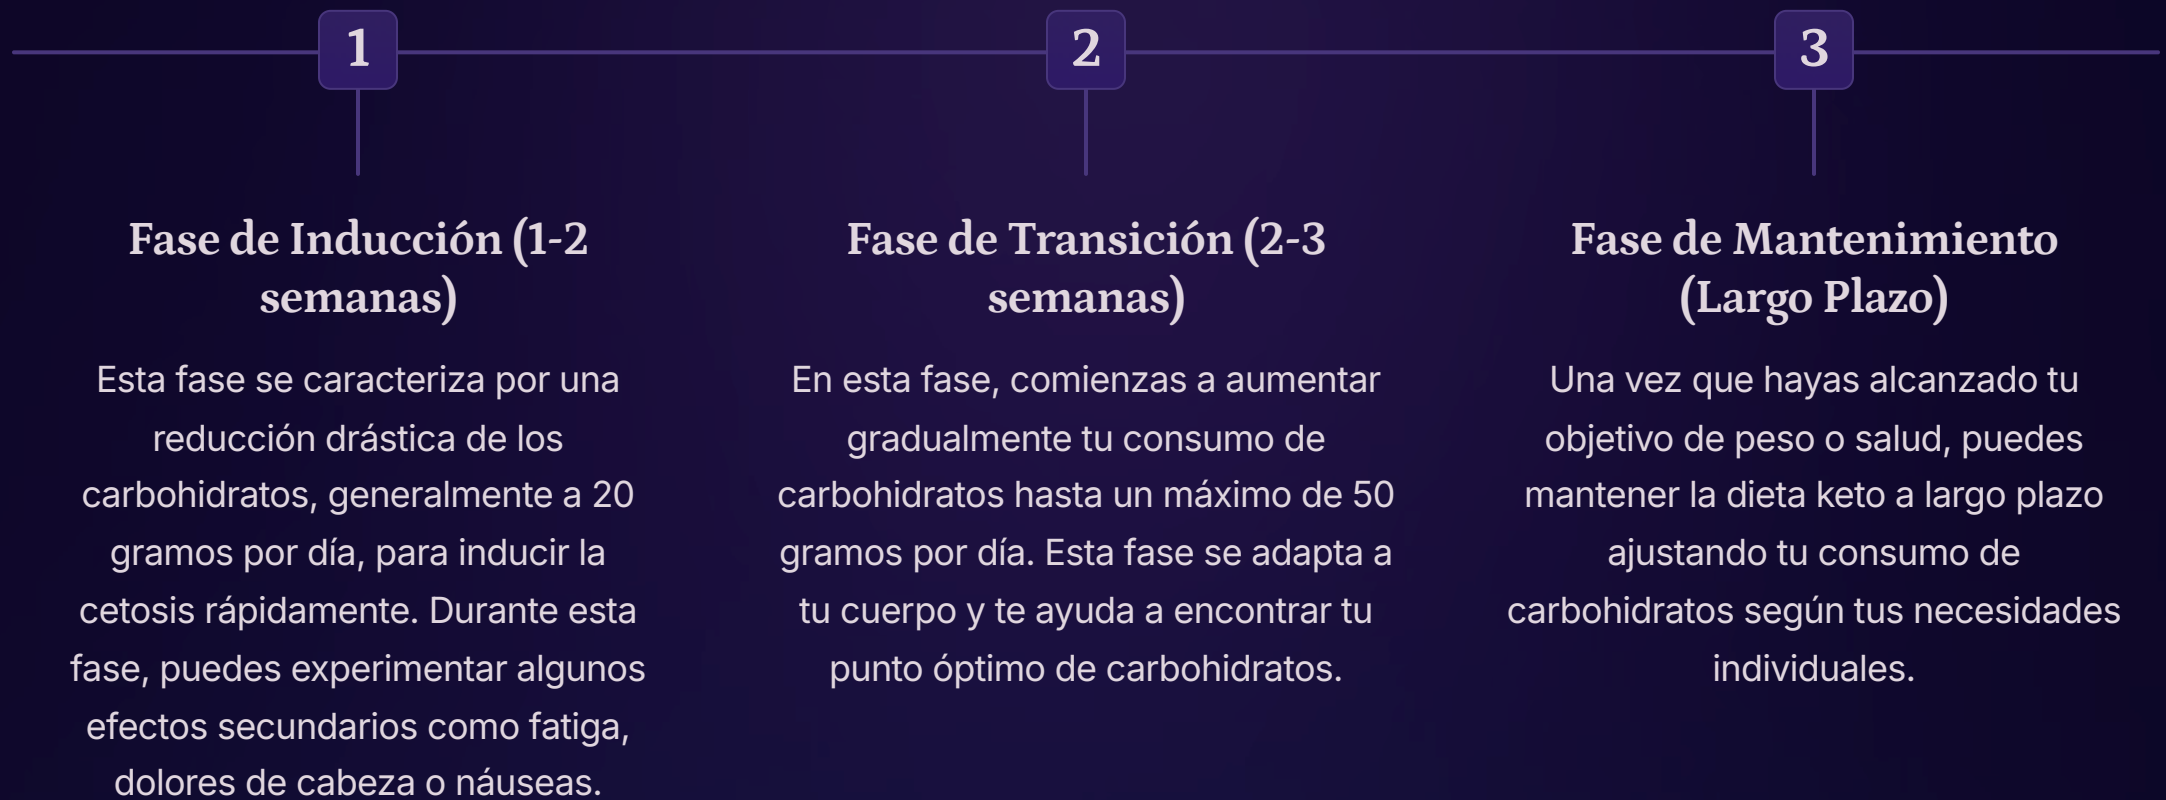 1
Fase de Inducción (1-2
semanas)
Esta fase se caracteriza por una
reducción drástica de los
carbohidratos, generalmente a 20
gramos por día, para inducir la
cetosis rápidamente. Durante esta
fase, puedes experimentar algunos
efectos secundarios como fatiga,
dolores de cabeza o náuseas.
2
Fase de Transición (2-3
semanas)
En esta fase, comienzas a aumentar
gradualmente tu consumo de
carbohidratos hasta un máximo de 50
gramos por día. Esta fase se adapta a
tu cuerpo y te ayuda a encontrar tu
punto óptimo de carbohidratos.
3
Fase de Mantenimiento
(Largo Plazo)
Una vez que hayas alcanzado tu
objetivo de peso o salud, puedes
mantener la dieta keto a largo plazo
ajustando tu consumo de
carbohidratos según tus necesidades
individuales.